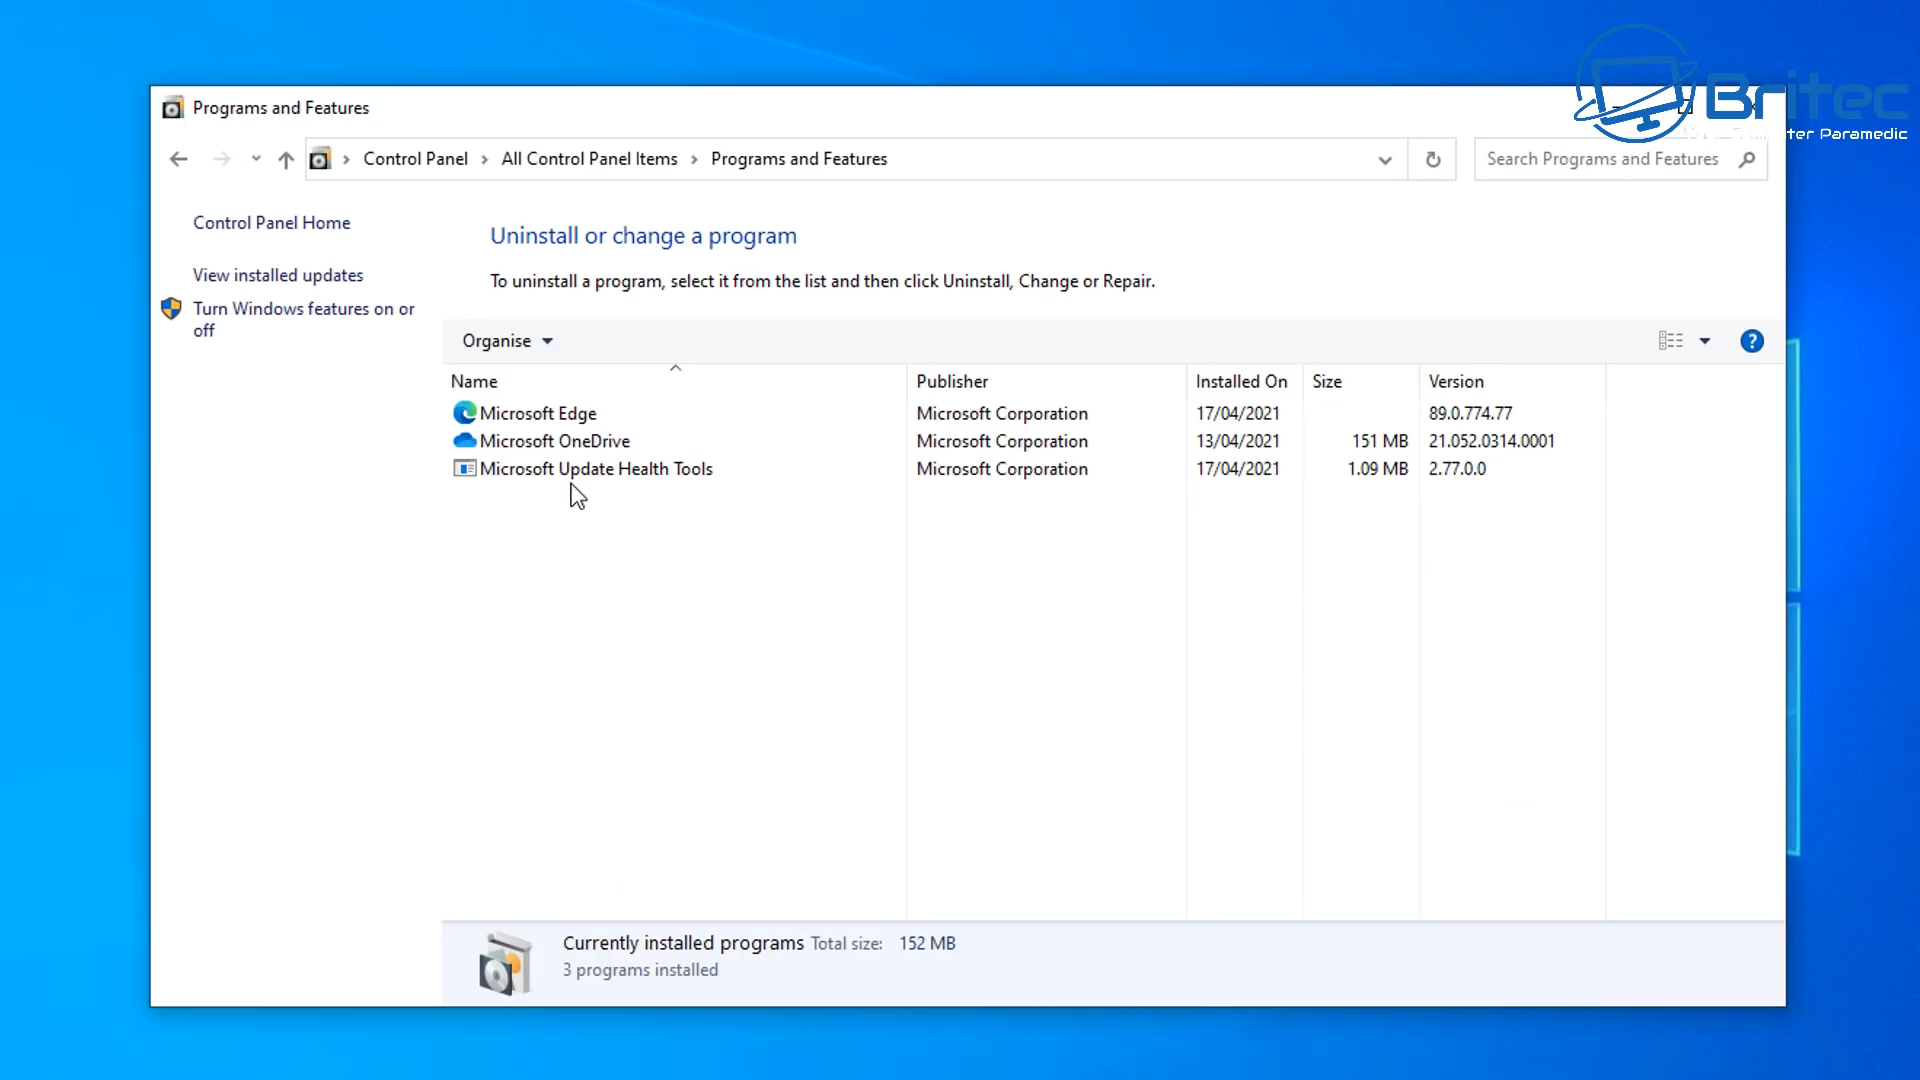 Britec
ter Paramedic
Programs and Features
Control Panel
All Control Panel Items
Programs and Features
Search Programs and Features
Control Panel Home
View installed updates
Turn Windows features on or
off
Uninstall or change a program
To uninstall a program, select it from the list and then click Uninstall, Change or Repair.
Organise
Name Publisher Installed On Size Version
Microsoft Edge Microsoft Corporation 17/04/2021 89.0.774.77
Microsoft OneDrive Microsoft Corporation 13/04/2021 151 MB 21.052.0314.0001
Microsoft Update Health Tools Microsoft Corporation 17/04/2021 1.09 MB 2.77.0.0
Currently installed programs Total size: 152 MB
3 programs installed